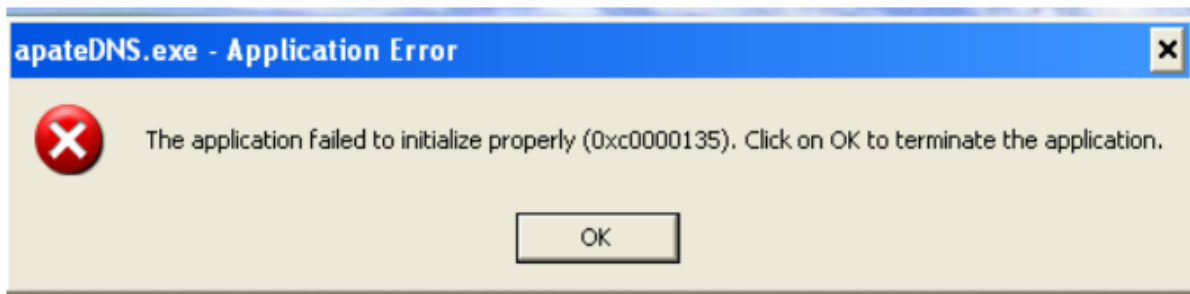 apateDNS.exe - Application Error
The application failed to initialize properly (0xc0000135). Click on OK to terminate the application.
OK